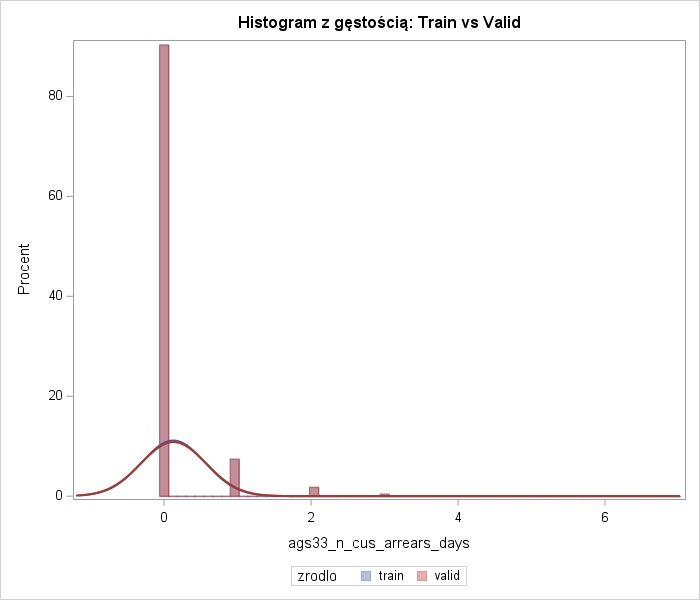 Histogram z gęstością: Train vs Valid
Procent
80
60
40
20
0
0 2 4 6
ags33_n_cus_arrears_days
zrodlo train valid